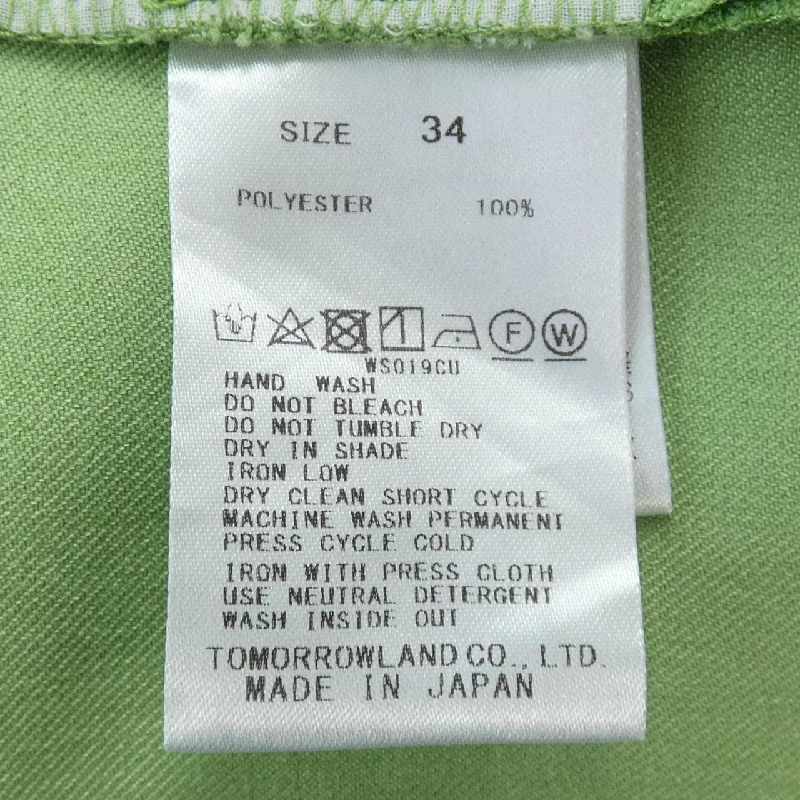 SIZE 34
POLYESTER 100%
F W
WS019CU
HAND WASH
DO NOT BLEACH
DO NOT TUMBLE DRY
DRY IN SHADE
IRON LOW
DRY CLEAN SHORT CYCLE
MACHINE WASH PERMANENT
PRESS CYCLE COLD
IRON WITH PRESS CLOTH
USE NEUTRAL DETERGENT
WASH INSIDE OUT
TOMORROWLAND CO., LTD.
MADE IN JAPAN